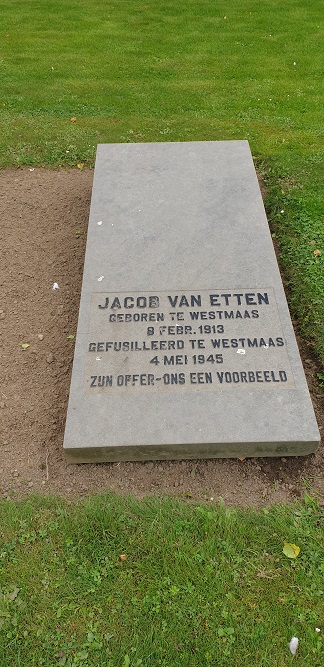 JACOB VAN ETTEN
GEBOREN TE WESTMAAS
9 FEBR. 1913
GEFUSILLEERD TE WESTMAAS
4 MEI 1945
ZIJN OFFER-ONS EEN VOORBEELD